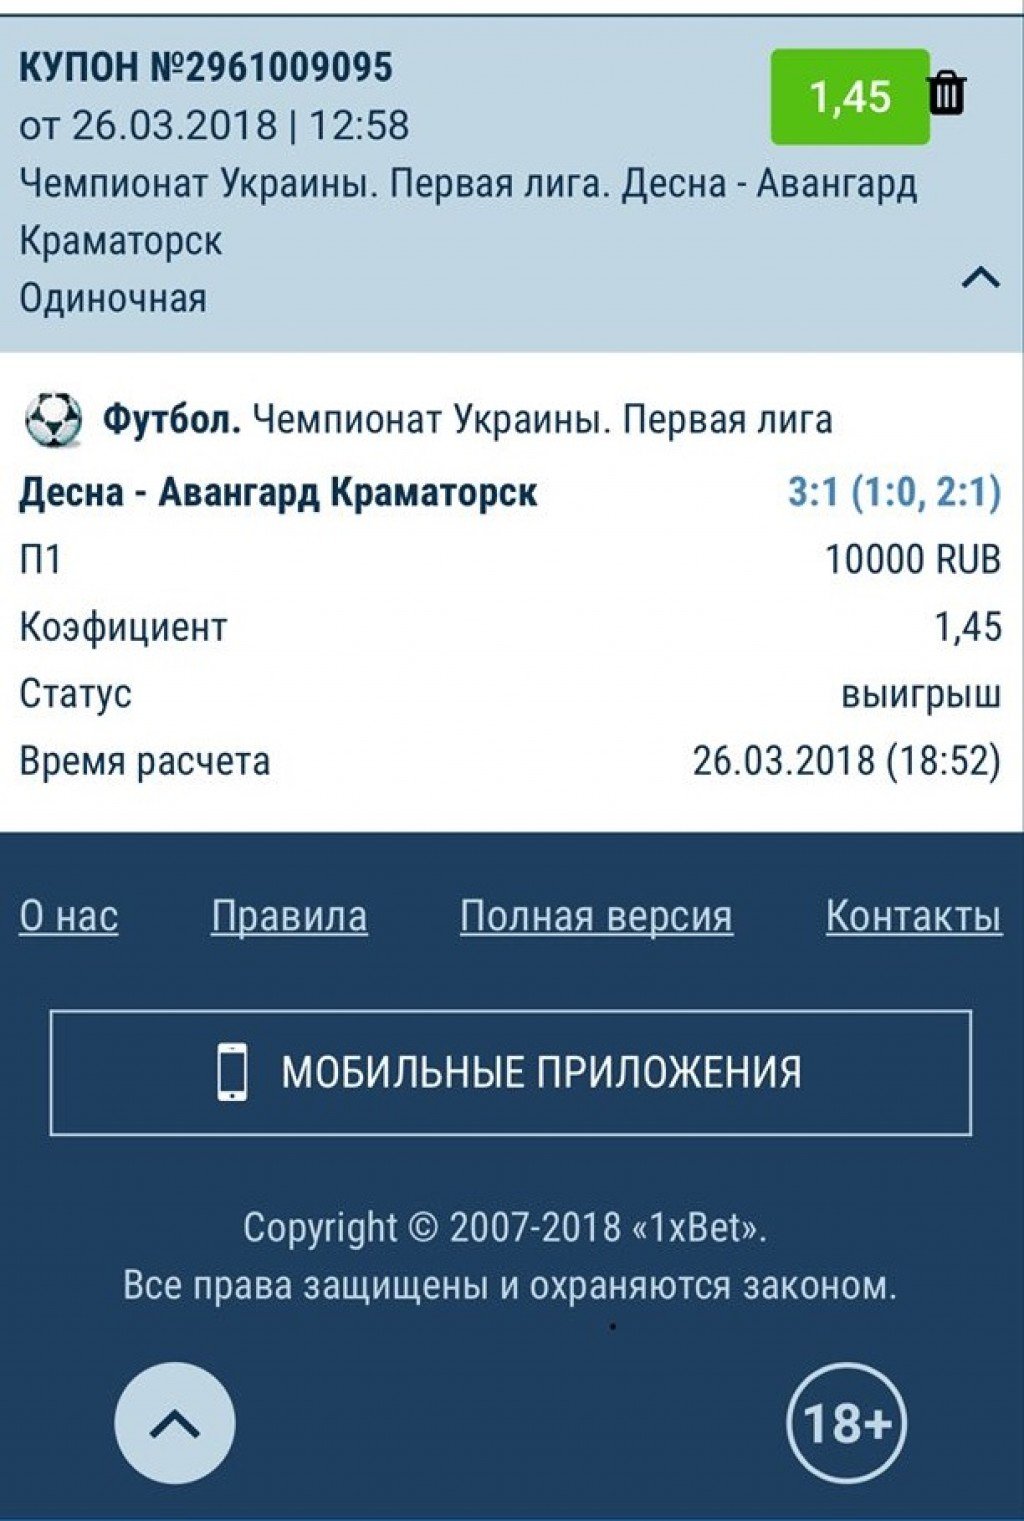 КУПОН №2961009095
1,45
от 26.03.2018 | 12:58
Чемпионат Украины. Первая лига. Десна - Авангард
Краматорск
Одиночная
Футбол. Чемпионат Украины. Первая лига
Десна - Авангард Краматорск 3:1 (1:0, 2:1)
П1 10000 RUB
Коэфициент 1,45
Статус выигрыш
Время расчета 26.03.2018 (18:52)
О нас Правила Полная версия Контакты
МОБИЛЬНЫЕ ПРИЛОЖЕНИЯ
Copyright © 2007-2018 «1xBet».
Все права защищены и охраняются законом.
18+